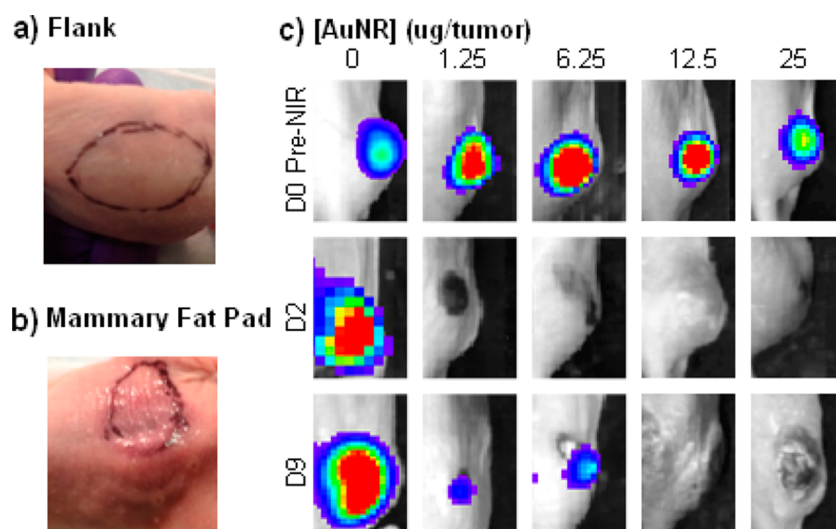 a) Flank
b) Mammary Fat Pad
c) [AuNR] (ug/tumor)
0 1.25 6.25 12.5 25
D0 Pre-NIR
D2
D9